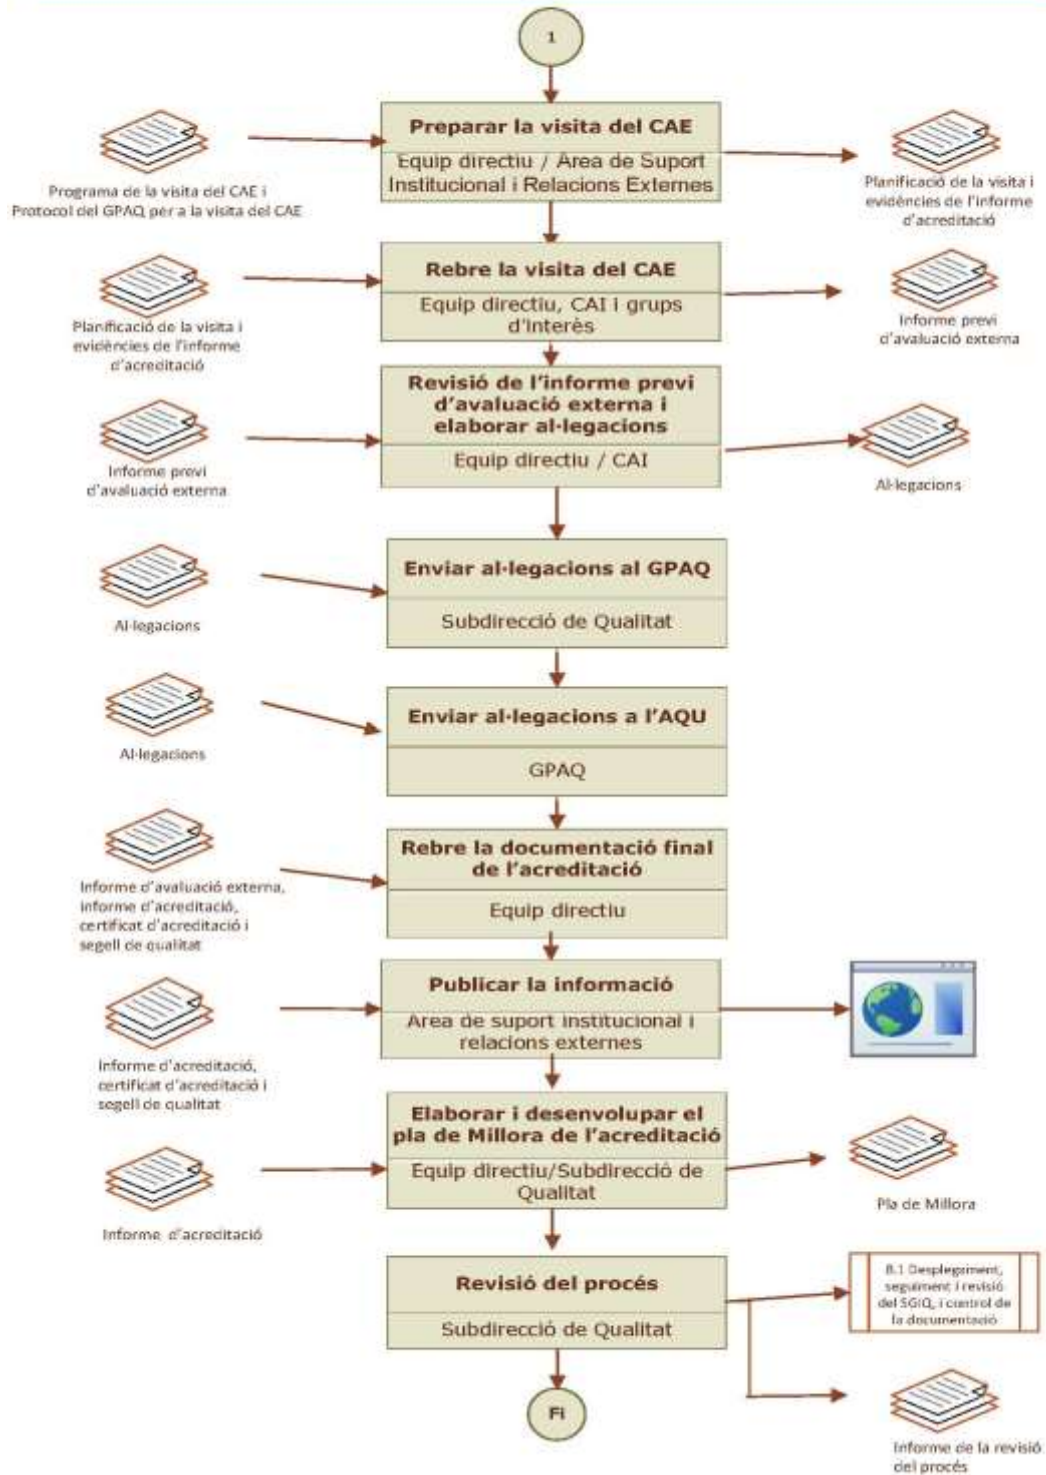 1
Preparar la visita del CAE
Equip directiu / Area de Suport
Institucional i Relacions Externes
Programa de la visita del CAE i
Protocol del GPAQ per a la visita del CAE
Planificació de la visita i
evidències de l'informe
d'acreditació
Rebre la visita del CAE
Equip directiu, CAI i grups
d'interès
Planificació de la visita i
evidències de l'informe
d'acreditació
Informe previ
d'avaluació externa
Revisió de l'informe previ
d'avaluació externa i
elaborar al·legacions
Equip directiu / CAI
Informe previ
d'avaluació externa
Al·legacions
Enviar al·legacions al GPAQ
Subdirecció de Qualitat
Al·legacions
Enviar al·legacions a l'AQU
GPAQ
Al·legacions
Rebre la documentació final
de l'acreditació
Equip directiu
Informe d'avaluació externa,
informe d'acreditació,
certificat d'acreditació i
segell de qualitat
Publicar la informació
Area de suport institucional i
relacions externes
Informe d'acreditació,
certificat d'acreditació i
segell de qualitat
Elaborar i desenvolupar el
pla de Millora de l'acreditació
Equip directiu/Subdirecció de
Qualitat
Informe d'acreditació
Pla de Millora
Revisió del procés
Subdirecció de Qualitat
8.1 Desplegament,
seguiment i revisió
del SGIQ, i control de
la documentació
Fi
Informe de la revisió
del procés